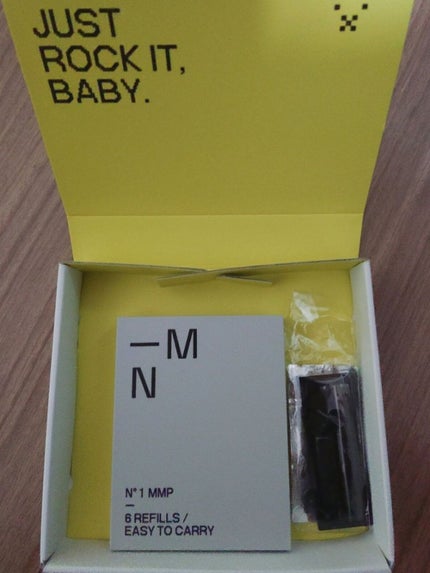 JUST
ROCK IT,
BABY.
—M
N
N°1 MMP
—
6 REFILLS /
EASY TO CARRY